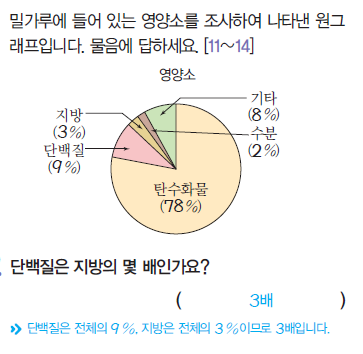 밀가루에 들어 있는 영양소를 조사하여 나타낸 원그
래프입니다. 물음에 답하세요. [11~14]
영양소
기타
(8%)
지방
(3%)
수분
(2%)
단백질
(9%)
탄수화물
(78%)
단백질은 지방의 몇 배인가요?
( 3배 )
단백질은 전체의 9%, 지방은 전체의 3%이므로 3배입니다.